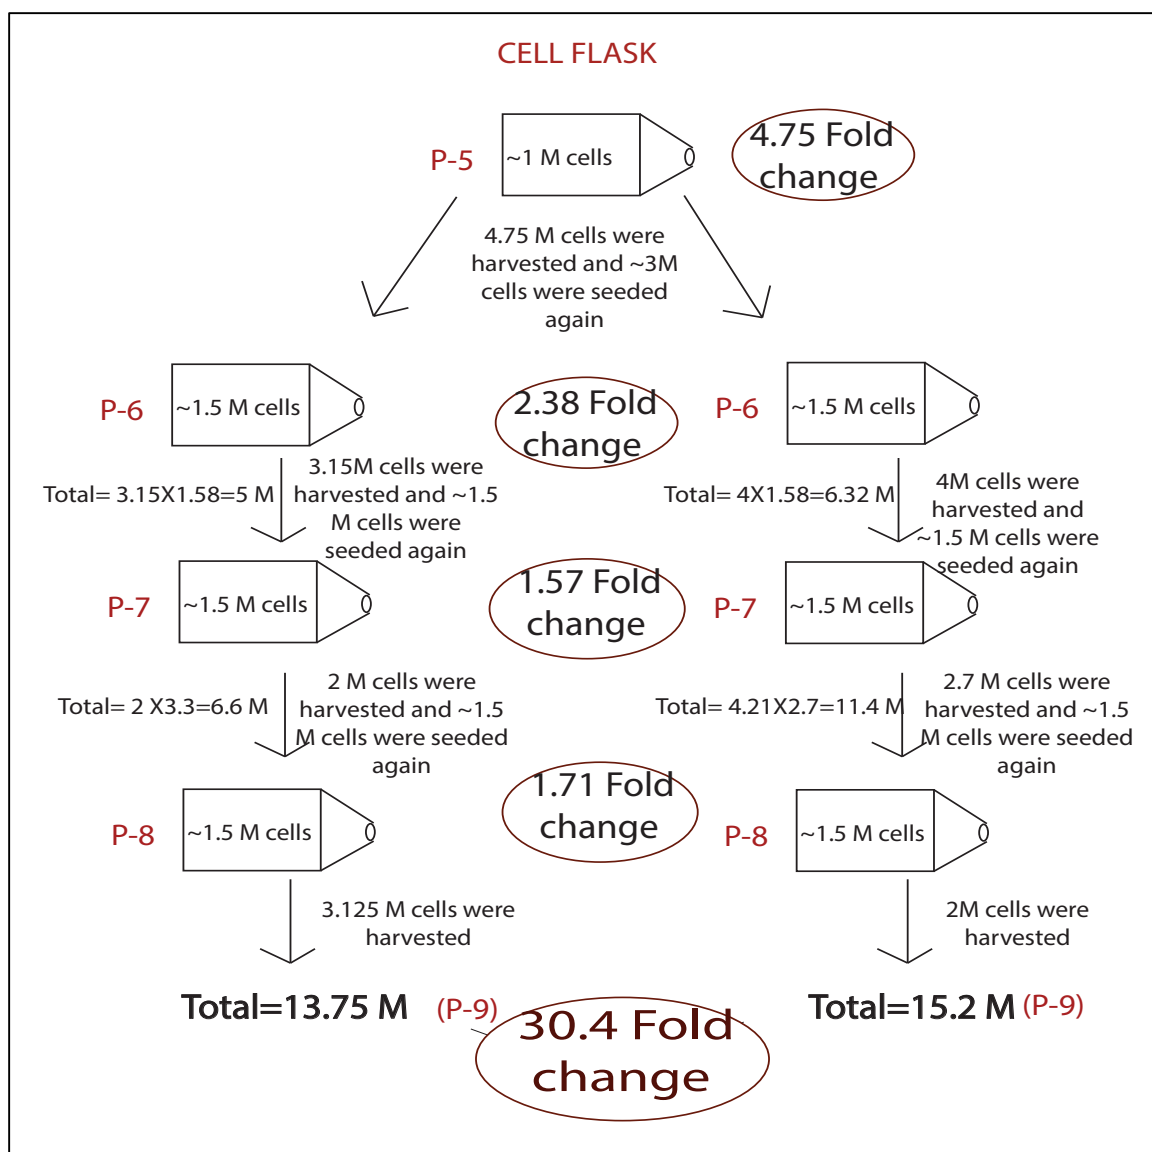 CELL FLASK
P-5
~1 M cells
4.75 Fold
change
4.75 M cells were
harvested and ~3M
cells were seeded
again
P-6
~1.5 M cells
2.38 Fold
change
P-6
~1.5 M cells
Total= 3.15X1.58=5 M
3.15M cells were
harvested and ~1.5
M cells were
seeded again
Total= 4X1.58=6.32 M
4M cells were
harvested and
~1.5 M cells were
seeded again
P-7
~1.5 M cells
1.57 Fold
change
P-7
~1.5 M cells
Total= 2 X3.3=6.6 M
2 M cells were
harvested and ~1.5
M cells were seeded
again
Total= 4.21X2.7=11.4 M
2.7 M cells were
harvested and ~1.5
M cells were seeded
again
P-8
~1.5 M cells
1.71 Fold
change
P-8
~1.5 M cells
3.125 M cells were
harvested
2M cells were
harvested
Total=13.75 M (P-9)
30.4 Fold
change
Total=15.2 M (P-9)